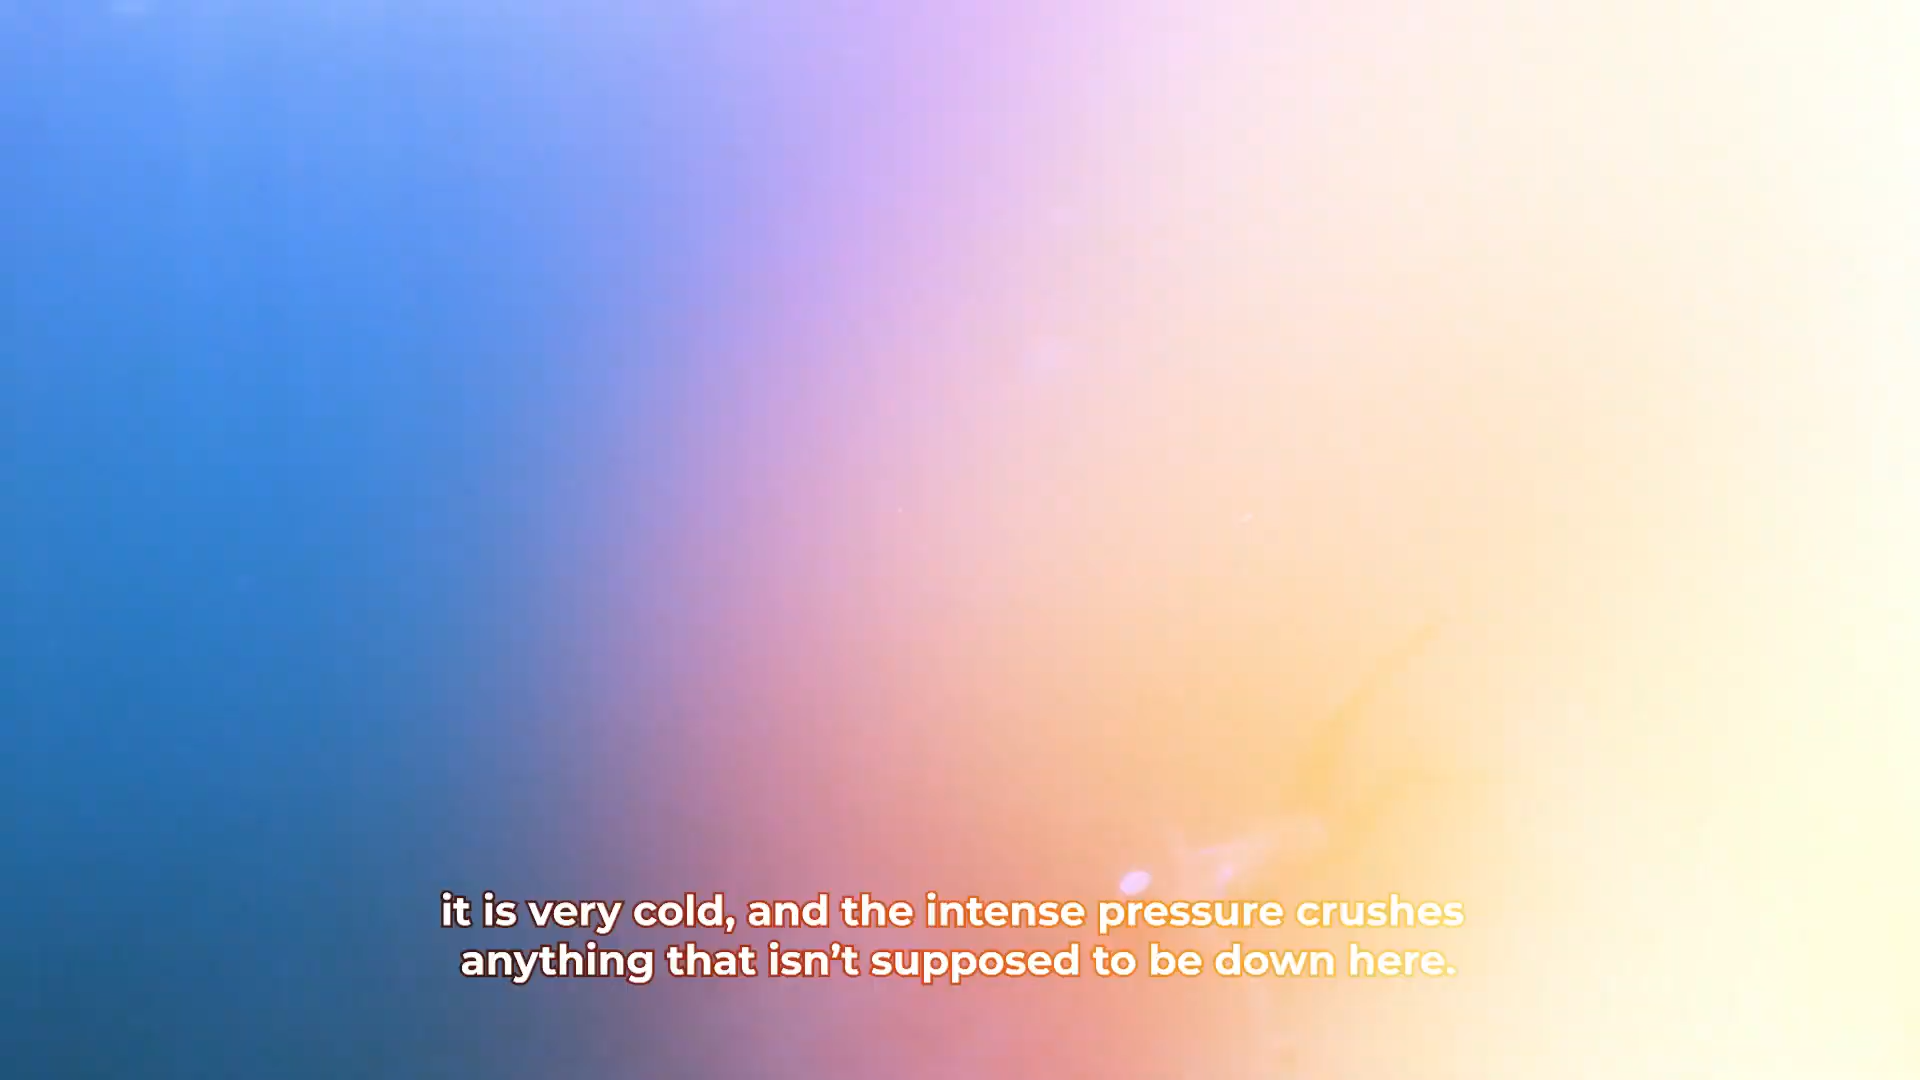 it is very cold, and the intense pressure crushes
anything that isn’t supposed to be down here.